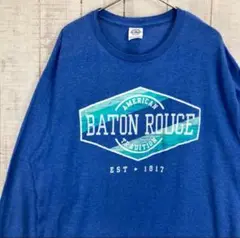 AMERICAN
BATON ROUGE
TRADITION
EST • 1817